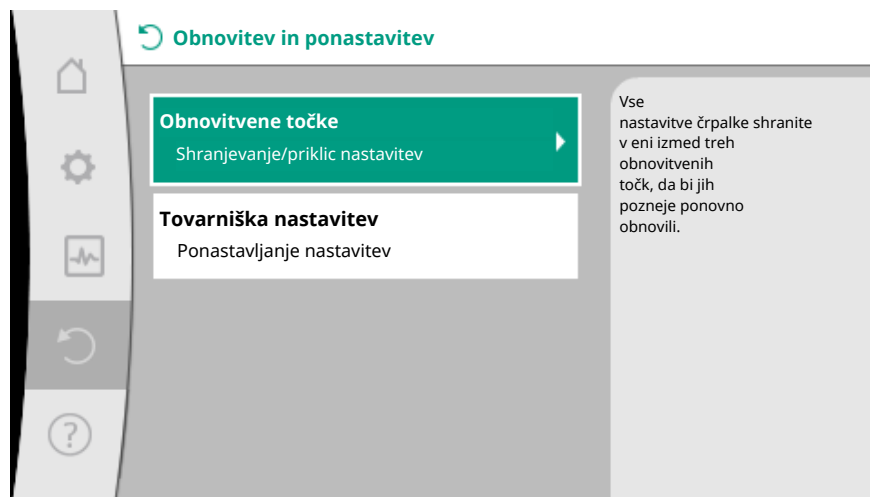 Obnovitev in ponastavitev
Obnovitvene točke
Shranjevanje/priklic nastavitev
Tovarniška nastavitev
Ponastavljanje nastavitev
Vse
nastavitve črpalke shranite
v eni izmed treh
obnovitvenih
točk, da bi jih
pozneje ponovno
obnovili.
?